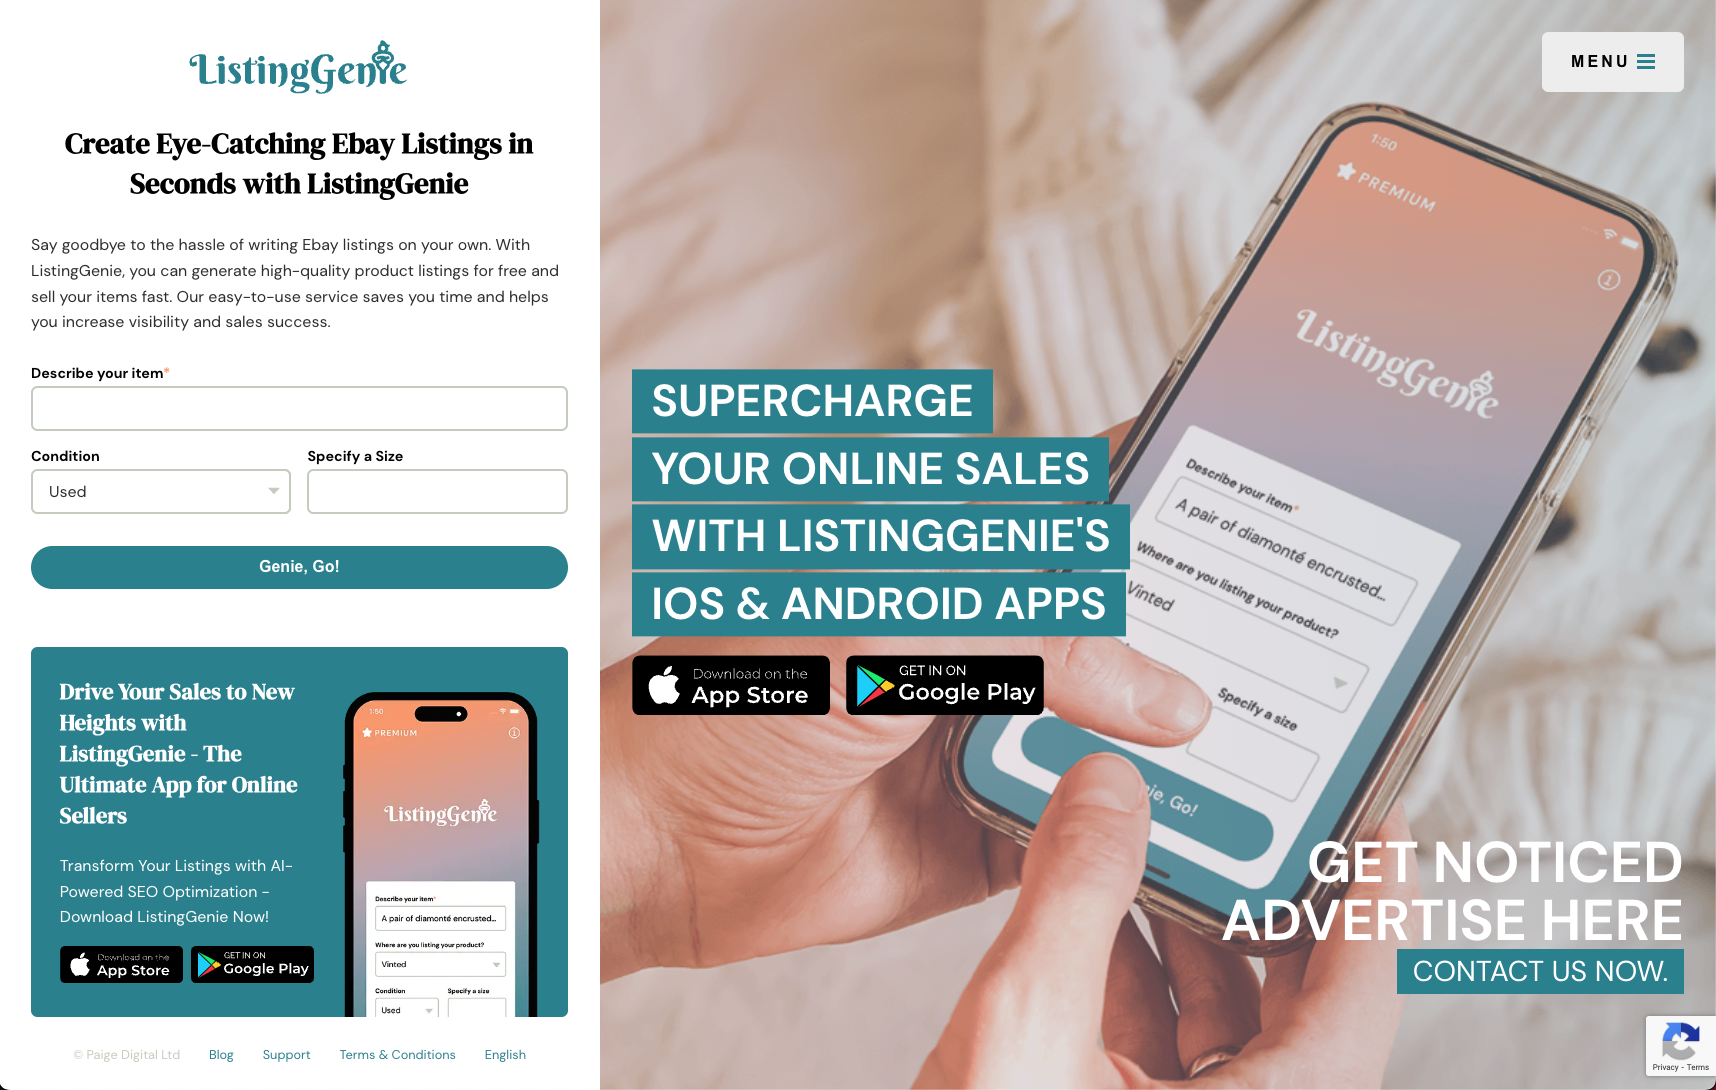 ListingGenie
Create Eye-Catching Ebay Listings in
Seconds with ListingGenie
Say goodbye to the hassle of writing Ebay listings on your own. With
ListingGenie, you can generate high-quality product listings for free and
sell your items fast. Our easy-to-use service saves you time and helps
you increase visibility and sales success.
Describe your item*
Condition
Specify a Size
Used
Genie, Go!
Drive Your Sales to New
Heights with
ListingGenie - The
Ultimate App for Online
Sellers
Transform Your Listings with AI-
Powered SEO Optimization -
Download ListingGenie Now!
Download on the
App Store
GET IN ON
Google Play
1:50
PREMIUM
ListingGenie
Describe your item*
A pair of diamonté encrusted...
Where are you listing your product?
Vinted
Condition
Specify a size
Used
© Paige Digital Ltd
Blog
Support
Terms & Conditions
English
MENU
1:50
PREMIUM
ListingGenie
Describe your item*
A pair of diamonté encrusted...
Where are you listing your product?
Vinted
Specify a size
ie, Go!
SUPERCHARGE
YOUR ONLINE SALES
WITH LISTINGGENIE'S
IOS & ANDROID APPS
Download on the
App Store
GET IN ON
Google Play
GET NOTICED
ADVERTISE HERE
CONTACT US NOW.
Privacy - Terms